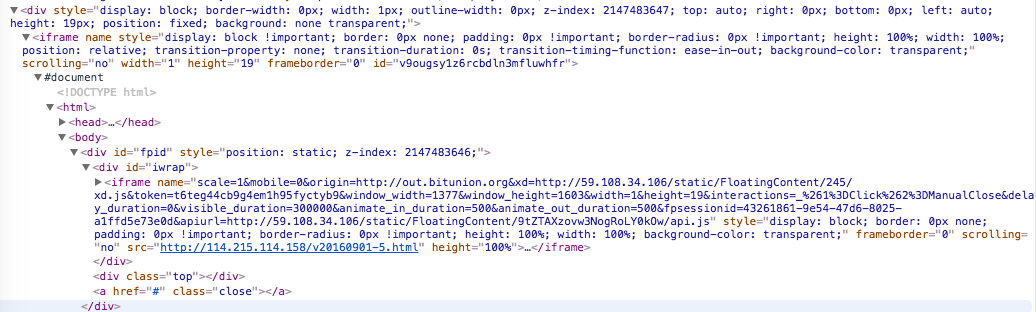 ▼<div style="display: block; border-width: 0px; width: 1px; outline-width: 0px; z-index: 2147483647; top: auto; right: 0px; bottom: 0px; left: auto;
height: 19px; position: fixed; background: none transparent;">
▼<iframe name style="display: block !important; border: 0px none; padding: 0px !important; border-radius: 0px !important; height: 100%; width: 100%;
position: relative; transition-property: none; transition-duration: 0s; transition-timing-function: ease-in-out; background-color: transparent;"
scrolling="no" width="1" height="19" frameborder="0" id="v9ougsy1z6rcbdln3mfluwhfr">
▼#document
<!DOCTYPE html>
▼<html>
▶<head>…</head>
▼<body>
▼<div id="fpid" style="position: static; z-index: 2147483646;">
▼<div id="iwrap">
▶<iframe name="scale=1&mobile=0&origin=http://out.bitunion.org&xd=http://59.108.34.106/static/FloatingContent/245/
xd.js&token=t6teg44cb9g4em1h95fyctyb9&window_width=1377&window_height=1603&width=1&height=19&interactions=_%261%3DClick%262%3DManualClose&dela
y_duration=0&visible_duration=300000&animate_in_duration=500&animate_out_duration=500&fpsessionid=43261861-9e54-47d6-8025-
a1ffd5e73e0d&apiurl=http://59.108.34.106/static/FloatingContent/9tZTAXzovw3NogRoLY0kOw/api.js" style="display: block; border: 0px none;
padding: 0px !important; border-radius: 0px !important; height: 100%; width: 100%; background-color: transparent;" frameborder="0" scrolling=
"no" src="http://114.215.114.158/v20160901-5.html" height="100%">…</iframe>
</div>
<div class="top"></div>
<a href="#" class="close"></a>
</div>